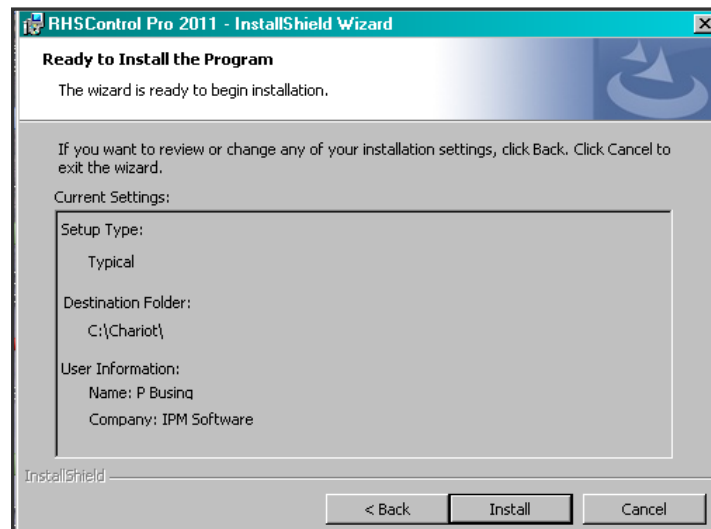 RHSControl Pro 2011 - InstallShield Wizard
Ready to Install the Program
The wizard is ready to begin installation.
If you want to review or change any of your installation settings, click Back. Click Cancel to
exit the wizard.
Current Settings:
Setup Type:
Typical
Destination Folder:
C:\Chariot\
User Information:
Name: P Busing
Company: IPM Software
InstallShield
< Back
Install
Cancel